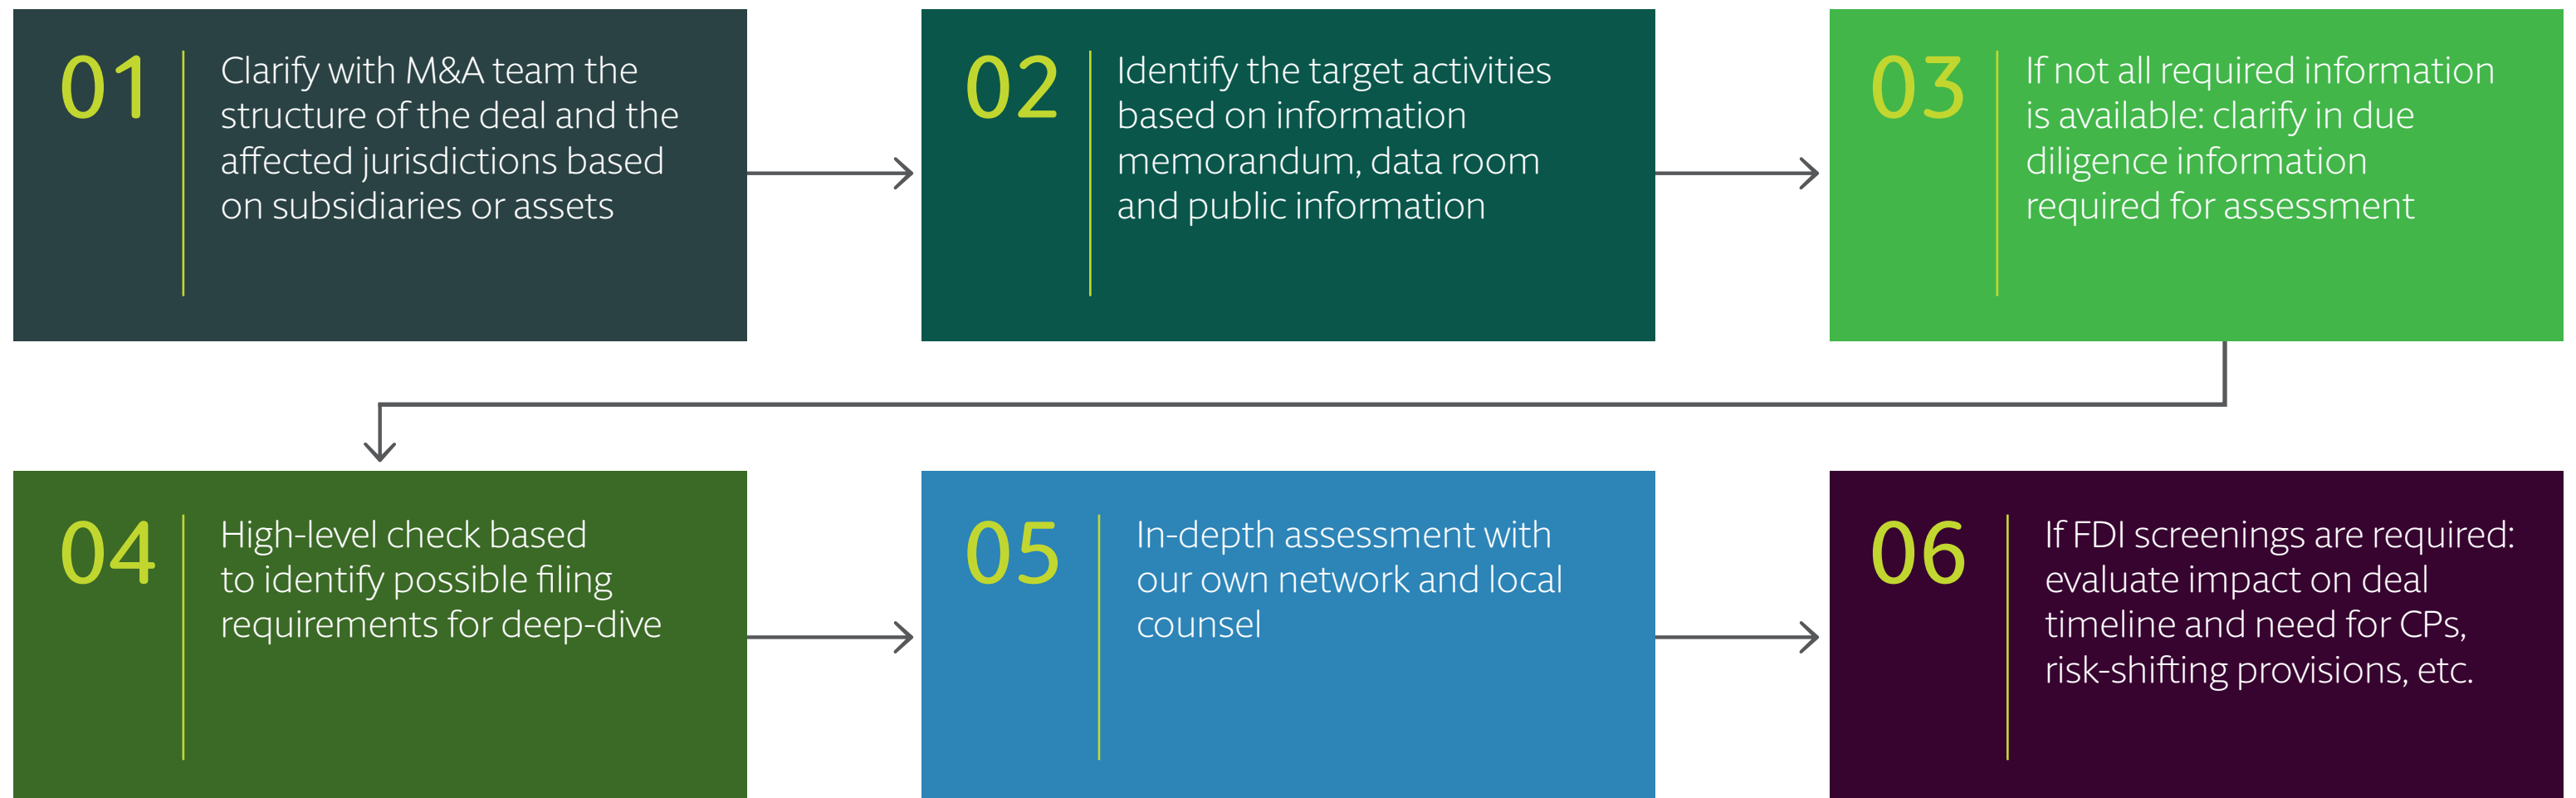 01
Clarify with M&A team the
structure of the deal and the
affected jurisdictions based
on subsidiaries or assets
02
Identify the target activities
based on information
memorandum, data room
and public information
03
If not all required information
is available: clarify in due
diligence information
required for assessment
04
High-level check based
to identify possible filing
requirements for deep-dive
05
In-depth assessment with
our own network and local
counsel
06
If FDI screenings are required:
evaluate impact on deal
timeline and need for CPs,
risk-shifting provisions, etc.